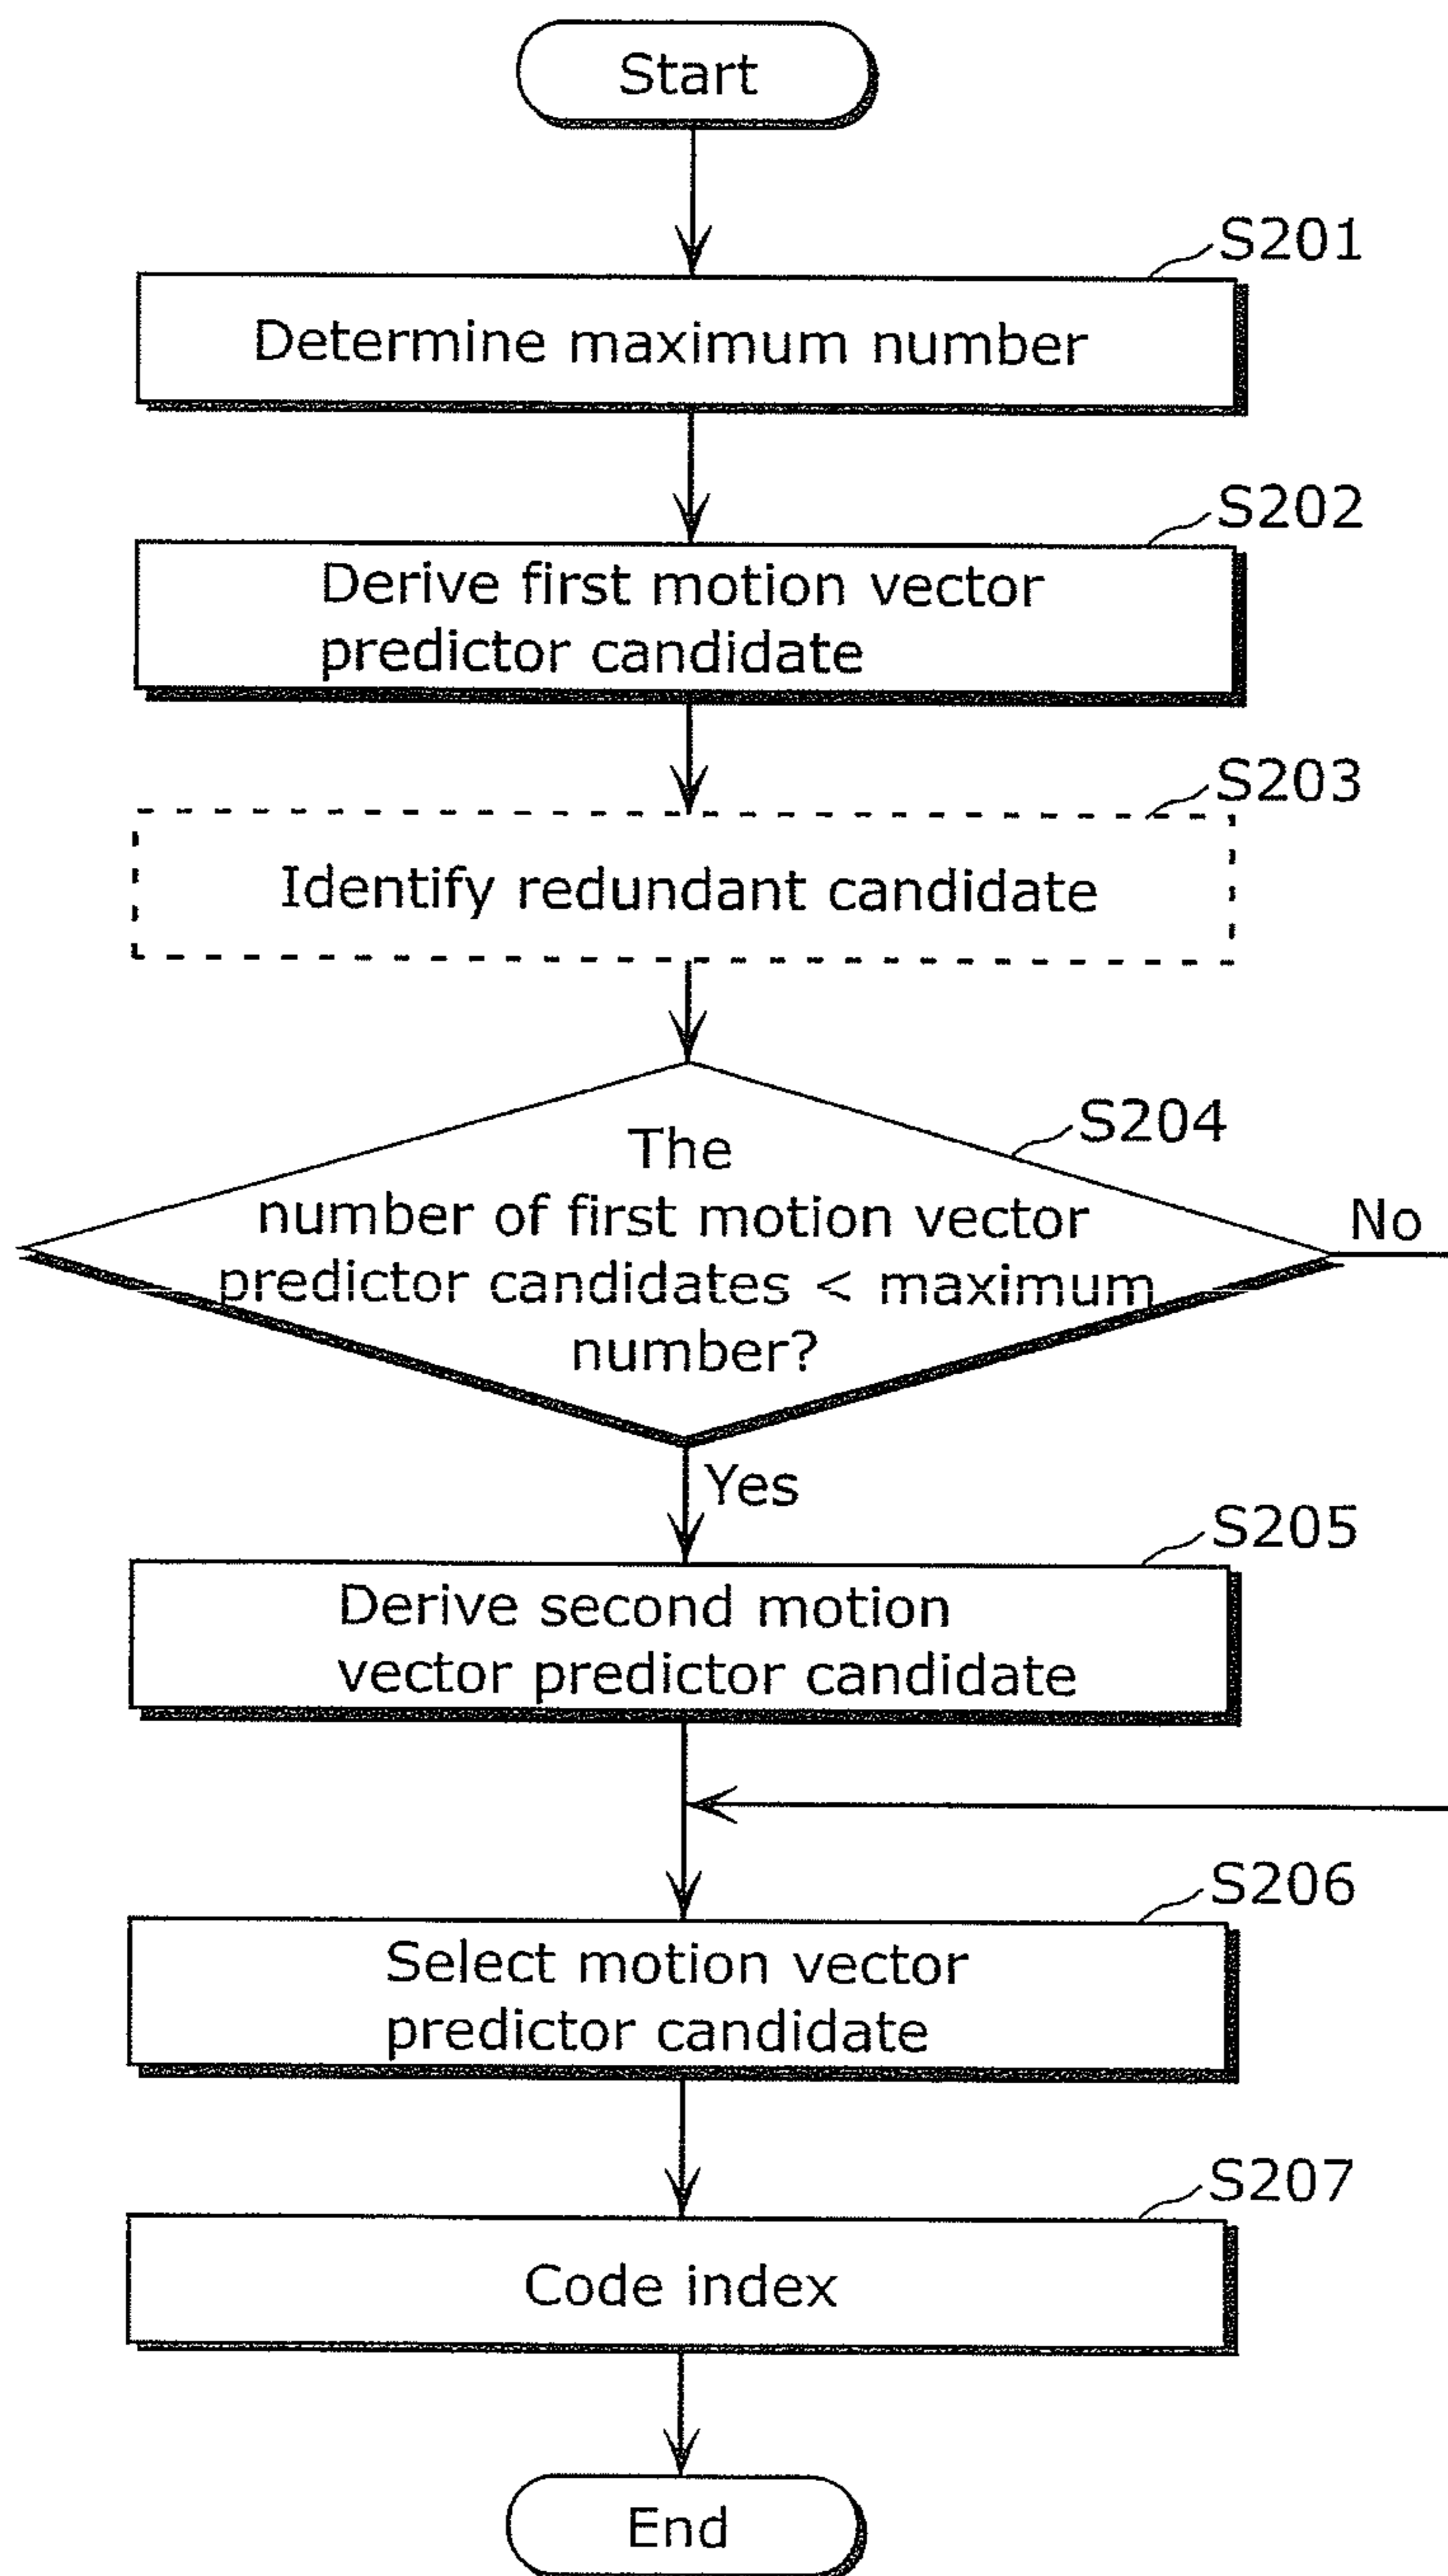 Start
S201
Determine maximum number
S202
Derive first motion vector
predictor candidate
S203
Identify redundant candidate
S204
The
number of first motion vector
predictor candidates < maximum
number?
No
Yes
S205
Derive second motion
vector predictor candidate
S206
Select motion vector
predictor candidate
S207
Code index
End